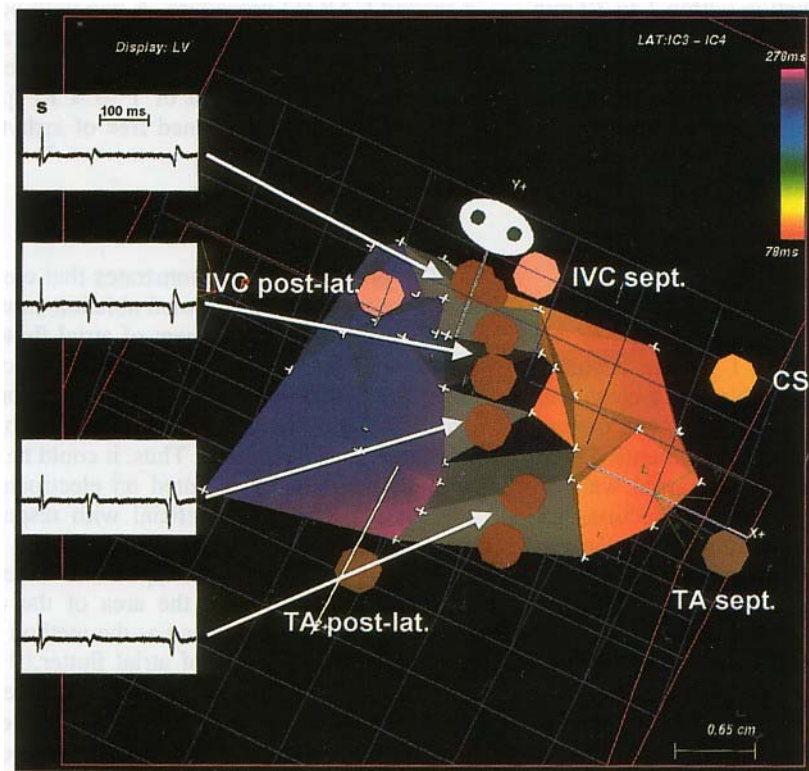 Display: LV
LAT:IC3 – IC4
276ms
S
100 ms
Y+
IVC post-lat.
IVC sept.
78ms
CS
X+
TA sept.
TA post-lat.
0.65 cm